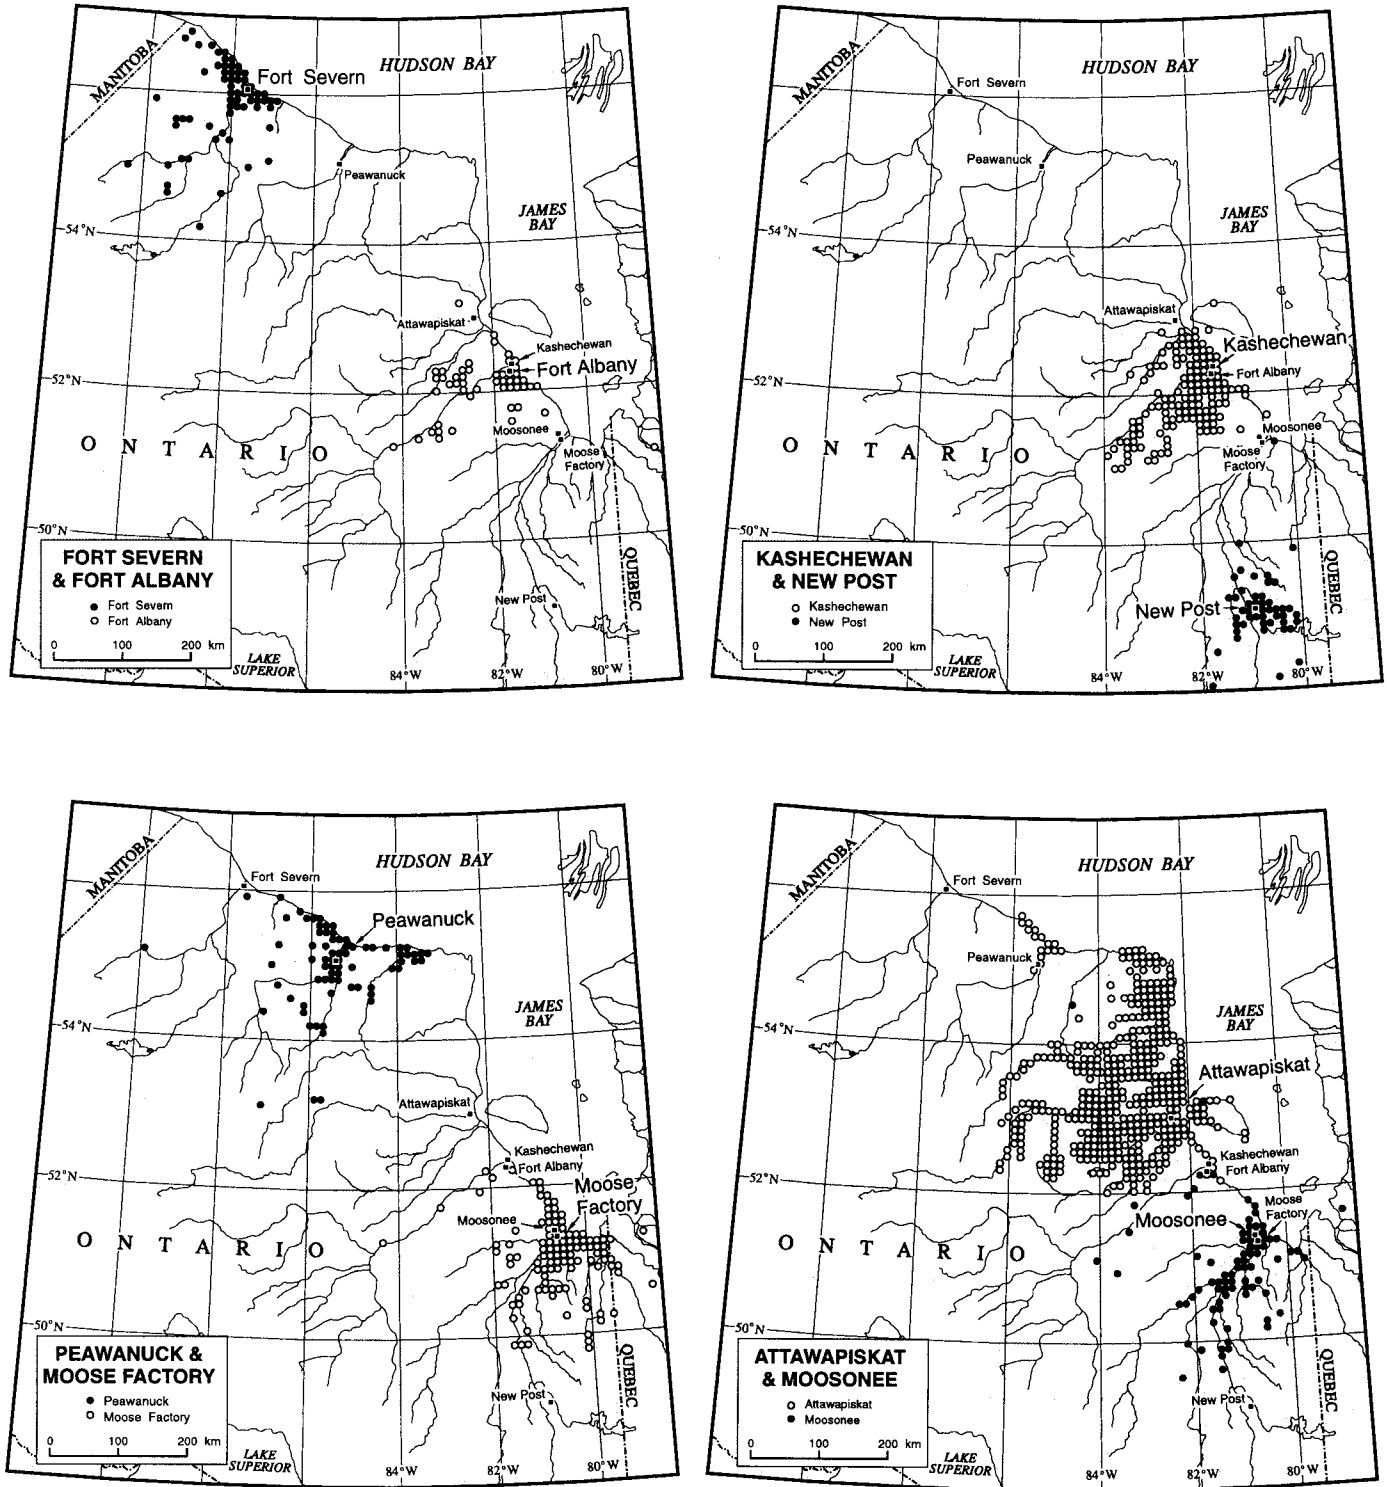 MANITOBA
HUDSON BAY
Fort Severn
Peawanuck
JAMES
BAY
54°N
Attawapiskat
Kashechewan
Fort Albany
52°N
Moosonee
Moose
Factory
ONTARIO
50°N
FORT SEVERN
& FORT ALBANY
Fort Severn
Fort Albany
0 100 200 km
New Post
QUEBEC
LAKE
SUPERIOR
84°W
82°W
80°W
MANITOBA
HUDSON BAY
Fort Severn
Peawanuck
JAMES
BAY
54°N
Attawapiskat
Kashechewan
Fort Albany
52°N
Moosonee
Moose
Factory
ONTARIO
50°N
KASHECHEWAN
& NEW POST
Kashechewan
New Post
0 100 200 km
New Post
QUEBEC
LAKE
SUPERIOR
84°W
82°W
80°W
MANITOBA
HUDSON BAY
Fort Severn
Peawanuck
JAMES
BAY
54°N
Attawapiskat
Kashechewan
Fort Albany
52°N
Moose
Factory
Moosonee
ONTARIO
50°N
PEAWANUCK &
MOOSE FACTORY
Peawanuck
Moose Factory
0 100 200 km
New Post
QUEBEC
LAKE
SUPERIOR
84°W
82°W
80°W
MANITOBA
HUDSON BAY
Fort Severn
Peawanuck
JAMES
BAY
54°N
Attawapiskat
Kashechewan
Fort Albany
52°N
Moose
Factory
Moosonee
ONTARIO
50°N
ATTAWAPISKAT
& MOOSONEE
Attawapiskat
Moosonee
0 100 200 km
New Post
QUEBEC
LAKE
SUPERIOR
84°W
82°W
80°W